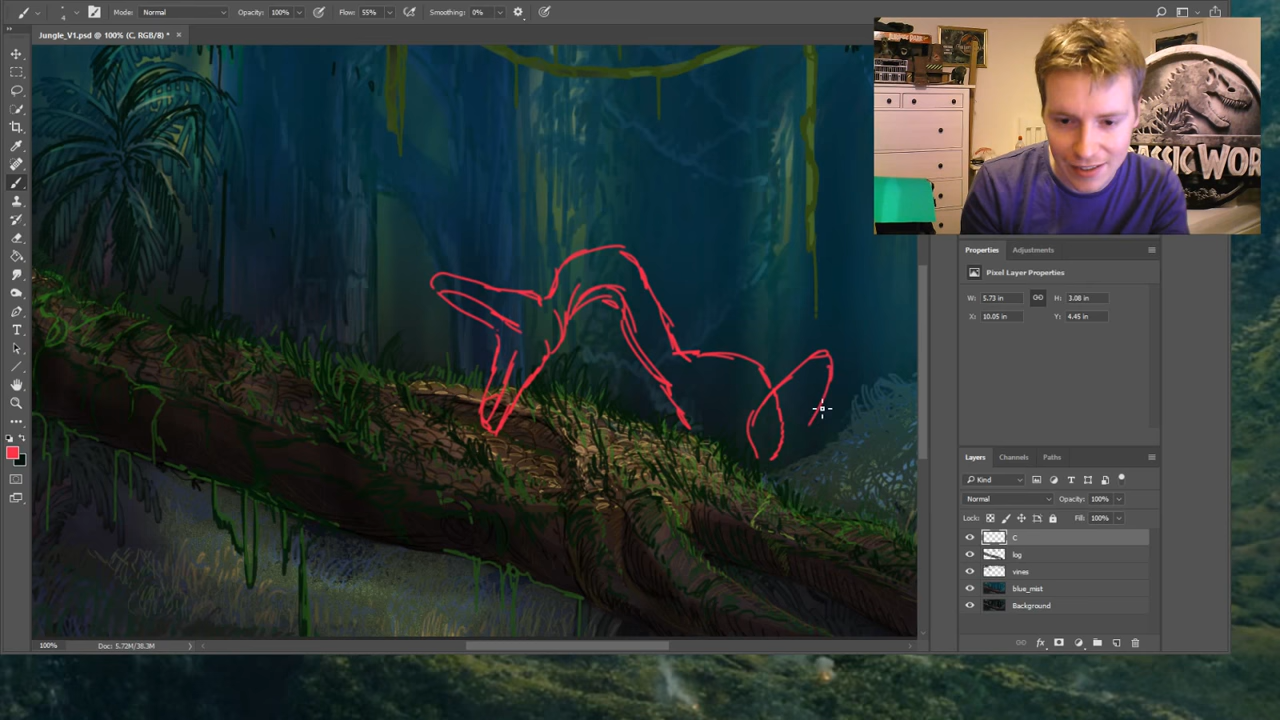 Mode: Normal Opacity: 100% Flow: 55% Smoothing: 0%
Jungle_V1.psd @ 100% (C, RGB/8) *
ASSIC WOR
Properties Adjustments
Pixel Layer Properties
W: 5.73 in H: 3.08 in
X: 10.05 in Y: 4.45 in
Layers Channels Paths
Kind
Normal Opacity: 100%
Lock: Fill: 100%
C
log
vines
blue_mist
Background
100% Doc: 5.72M/38.3M